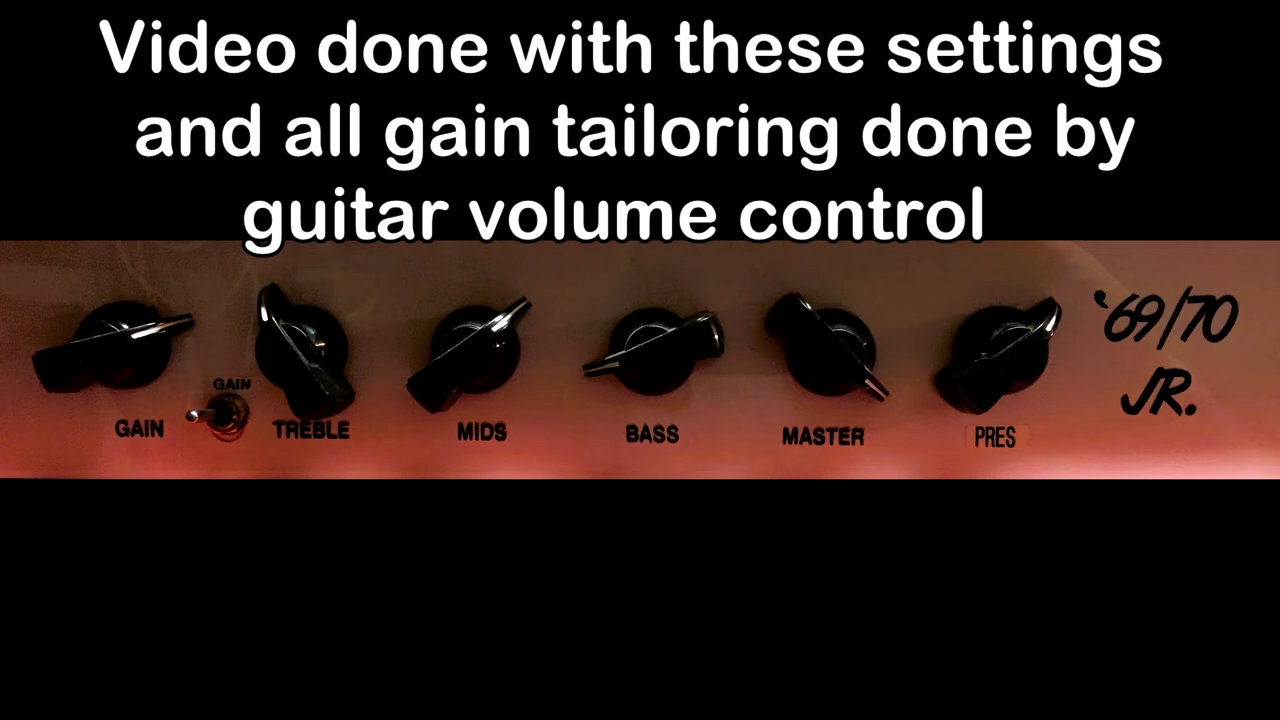 Video done with these settings
and all gain tailoring done by
guitar volume control
GAIN
GAIN
TREBLE
MIDS
BASS
MASTER
PRES
'69/70
JR.